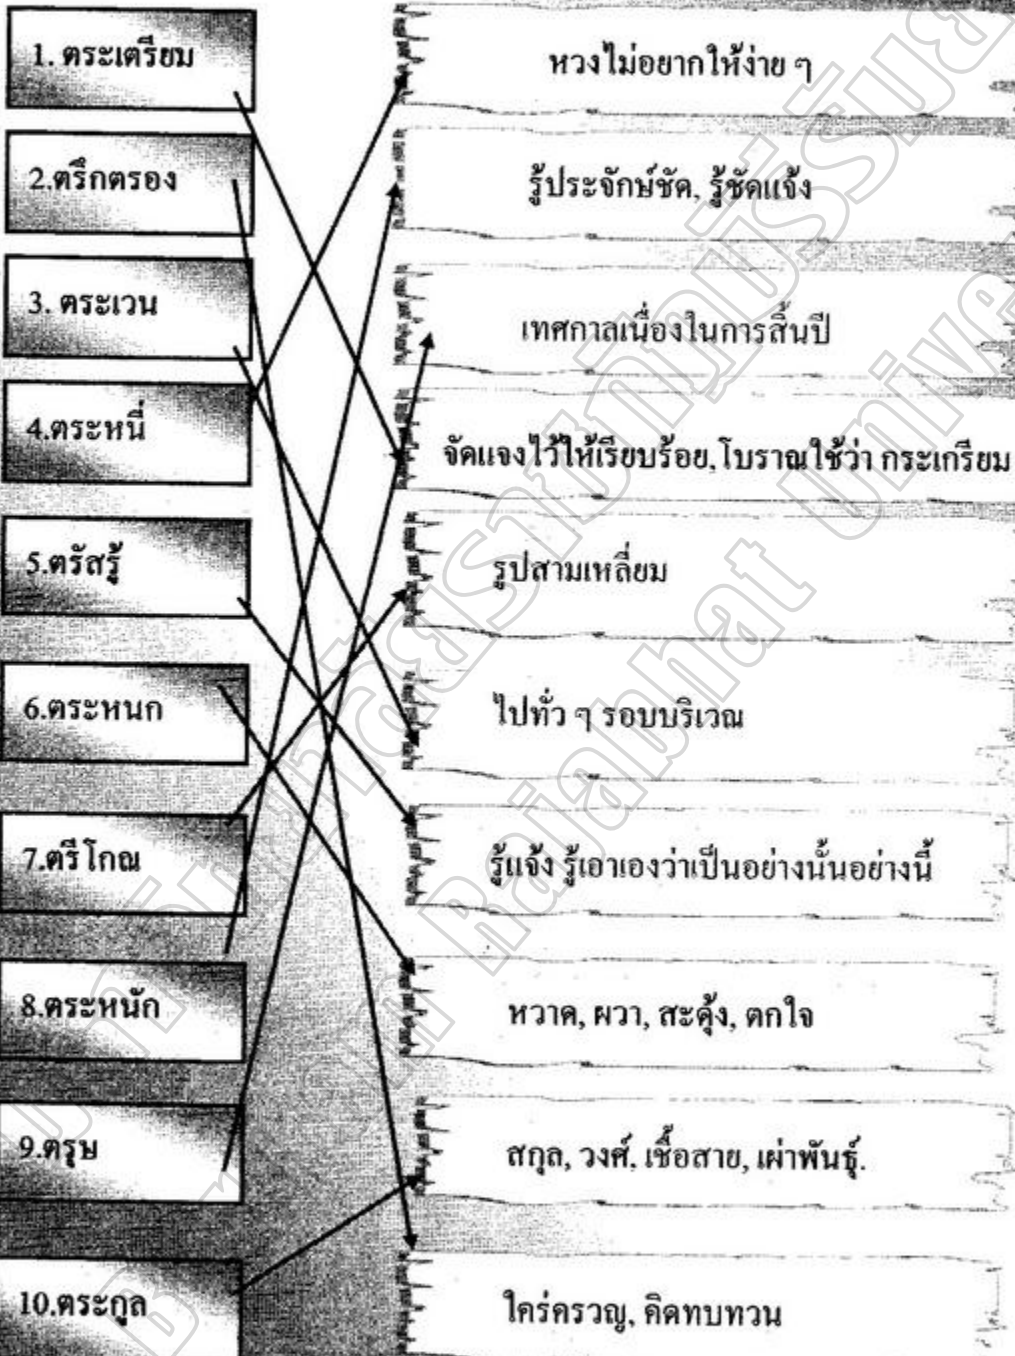 1. ตระเตรียม
หวงไม่อยากให้ง่าย ๆ
2.ตรึกตรอง
รู้ประจักษ์ชัด, รู้ชัดแจ้ง
3. ตระเวน
เทศกาลเนื่องในการสิ้นปี
4.ตระหนี่
จัดแจงไว้ให้เรียบร้อย,โบราณใช้ว่า กระเกรียม
5.ตรัสรู้
รูปสามเหลี่ยม
6.ตระหนก
ไปทั่ว ๆ รอบบริเวณ
7.ตรีโกณ
รู้แจ้ง รู้เอาเองว่าเป็นอย่างนั้นอย่างนี้
8.ตระหนัก
หวาด, ผวา, สะดุ้ง, ตกใจ
9.ตรุษ
สกุล, วงศ์, เชื้อสาย, เผ่าพันธุ์.
10.ตระกูล
ใคร่ครวญ, คิดทบทวน
Rajabhat